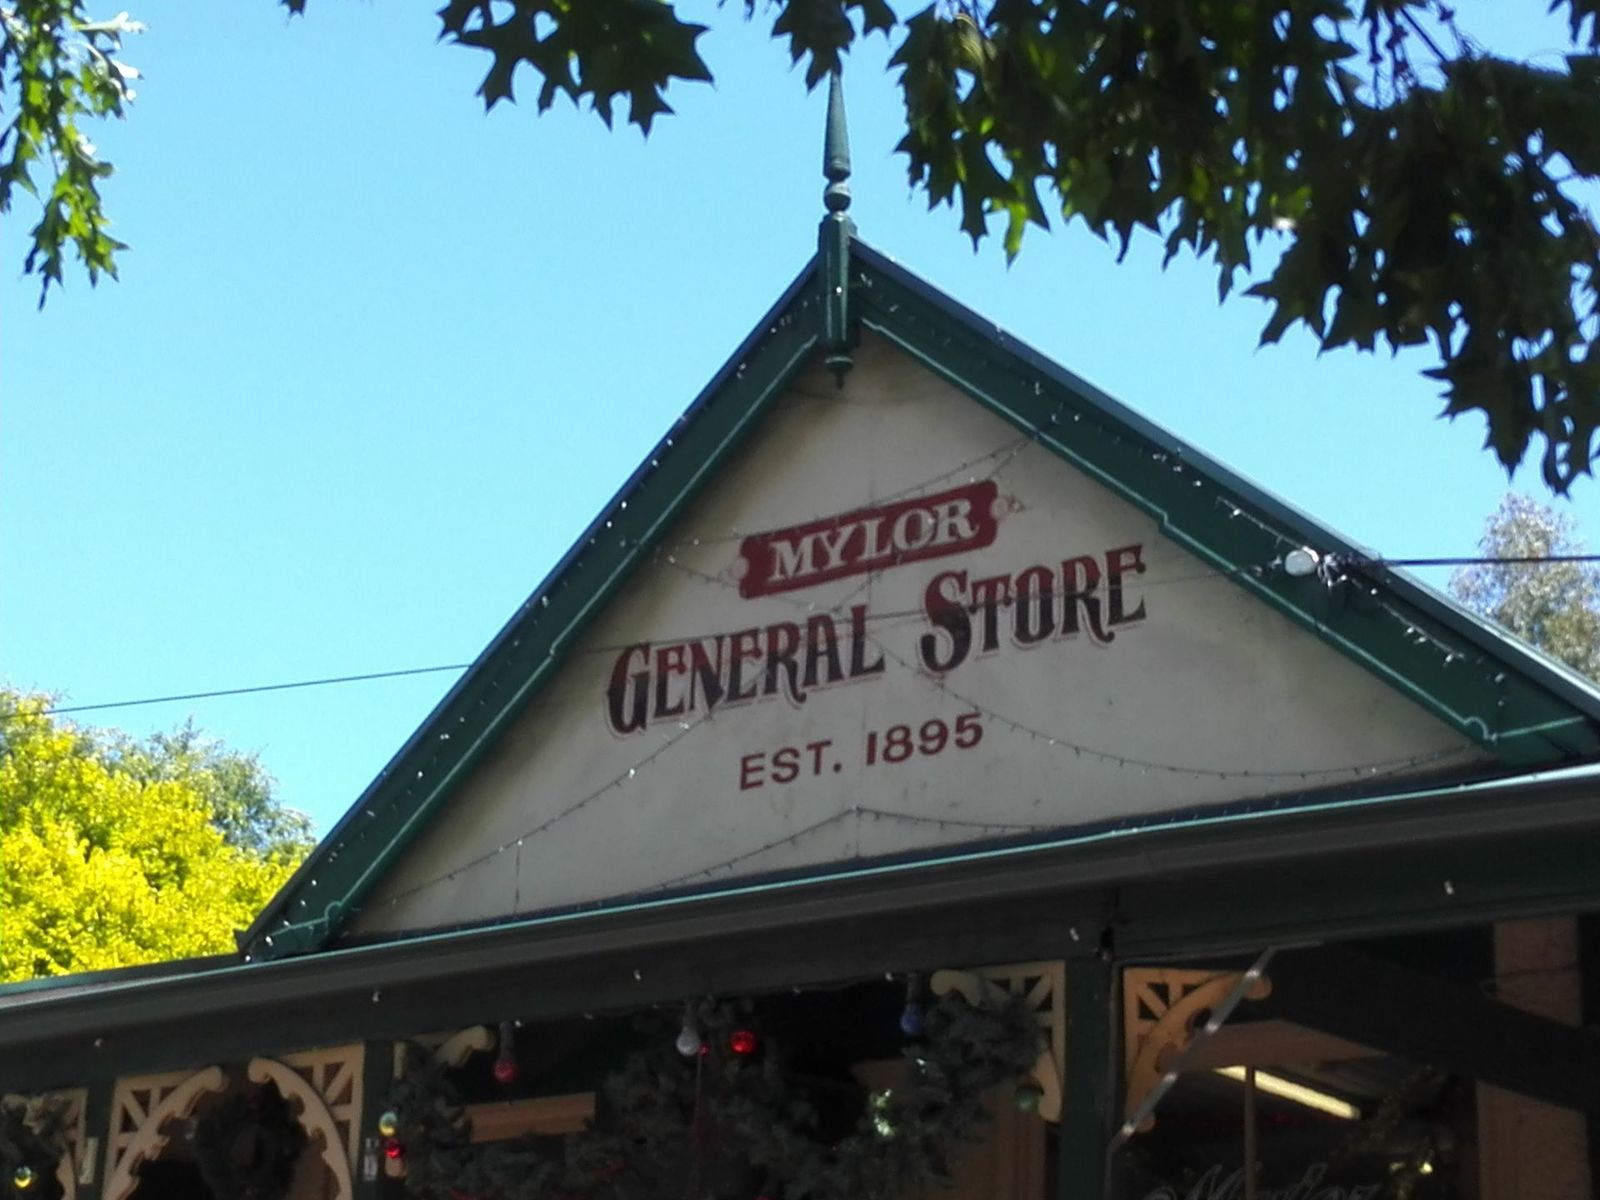 MYLOR
GENERAL STORE
EST. 1895